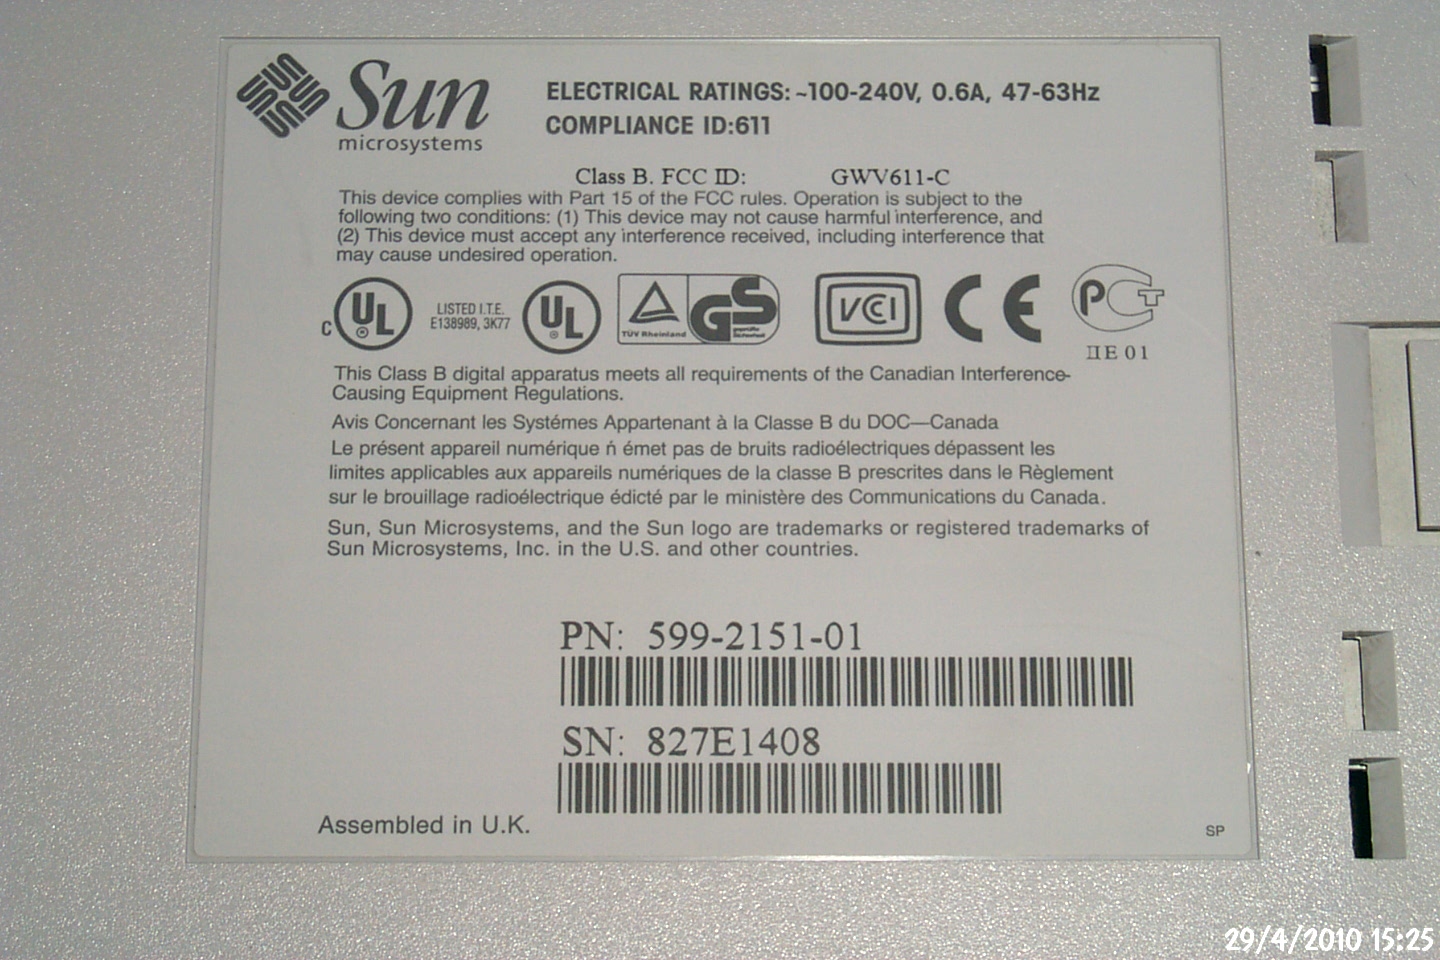 Sun
microsystems
ELECTRICAL RATINGS: ~100-240V, 0.6A, 47-63Hz
COMPLIANCE ID:611
Class B. FCC ID: GWV611-C
This device complies with Part 15 of the FCC rules. Operation is subject to the
following two conditions: (1) This device may not cause harmful interference, and
(2) This device must accept any interference received, including interference that
may cause undesired operation.
C UL
LISTED I.T.E.
E138989, 3K77
UL
TÜV Rheinland
GS
geprüfte
Sicherheit
VCI
CE
PCT
IIE 01
This Class B digital apparatus meets all requirements of the Canadian Interference-
Causing Equipment Regulations.
Avis Concernant les Systémes Appartenant à la Classe B du DOC—Canada
Le présent appareil numérique ń émet pas de bruits radioélectriques dépassent les
limites applicables aux appareils numériques de la classe B prescrites dans le Règlement
sur le brouillage radioélectrique édicté par le ministère des Communications du Canada.
Sun, Sun Microsystems, and the Sun logo are trademarks or registered trademarks of
Sun Microsystems, Inc. in the U.S. and other countries.
PN: 599-2151-01
SN: 827E1408
Assembled in U.K.
SP
29/4/2010 15:25